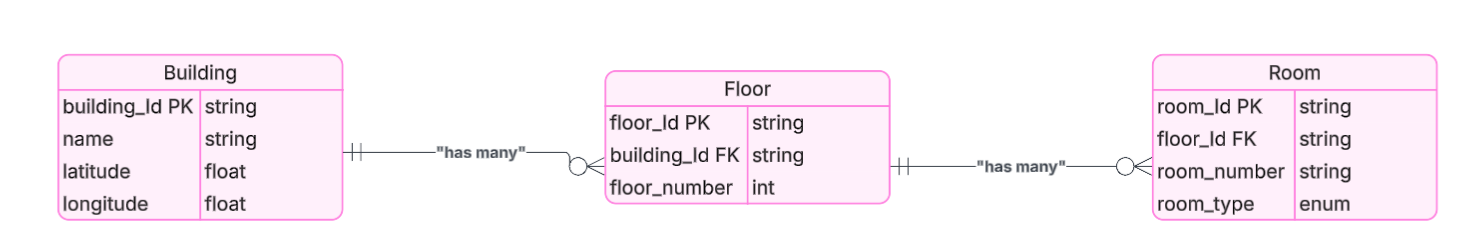 Building
building_Id PK string
name string
latitude float
longitude float
"has many"
Floor
floor_Id PK string
building_Id FK string
floor_number int
"has many"
Room
room_Id PK string
floor_Id FK string
room_number string
room_type enum